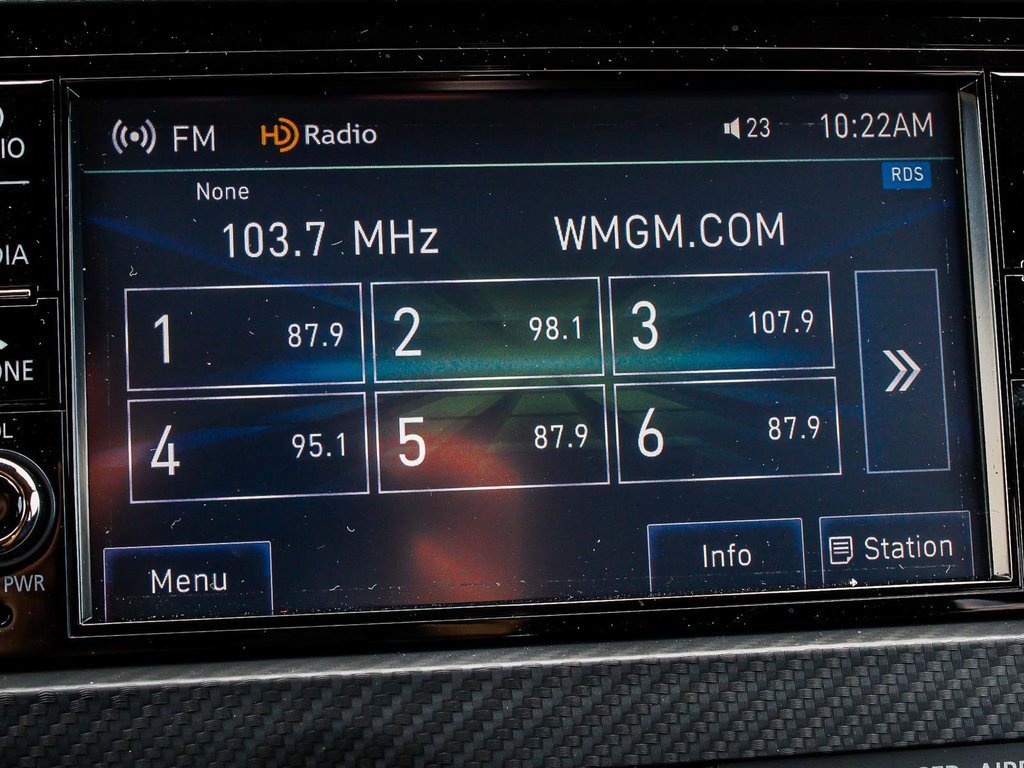 FM HD Radio 23 10:22AM
RDS
None
103.7 MHz WMGM.COM
1 87.9 2 98.1 3 107.9
4 95.1 5 87.9 6 87.9
Menu Info Station
PWR